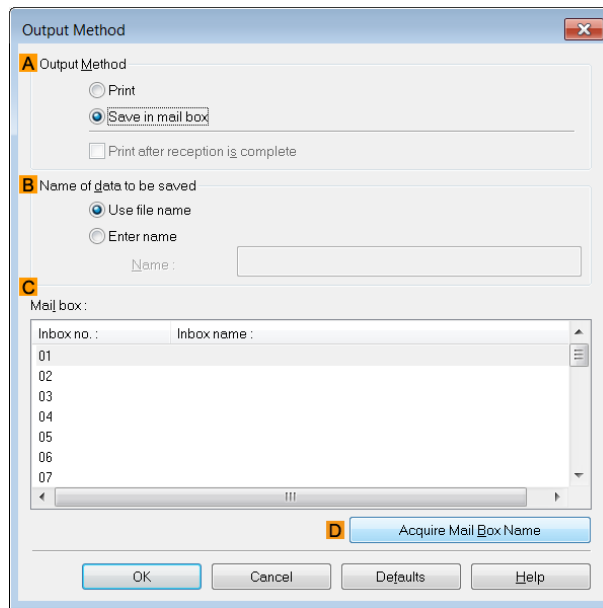 Output Method
A Output Method
Print
Save in mail box
Print after reception is complete
B Name of data to be saved
Use file name
Enter name
Name :
C
Mail box :
Inbox no. : Inbox name :
01
02
03
04
05
06
07
D Acquire Mail Box Name
OK Cancel Defaults Help